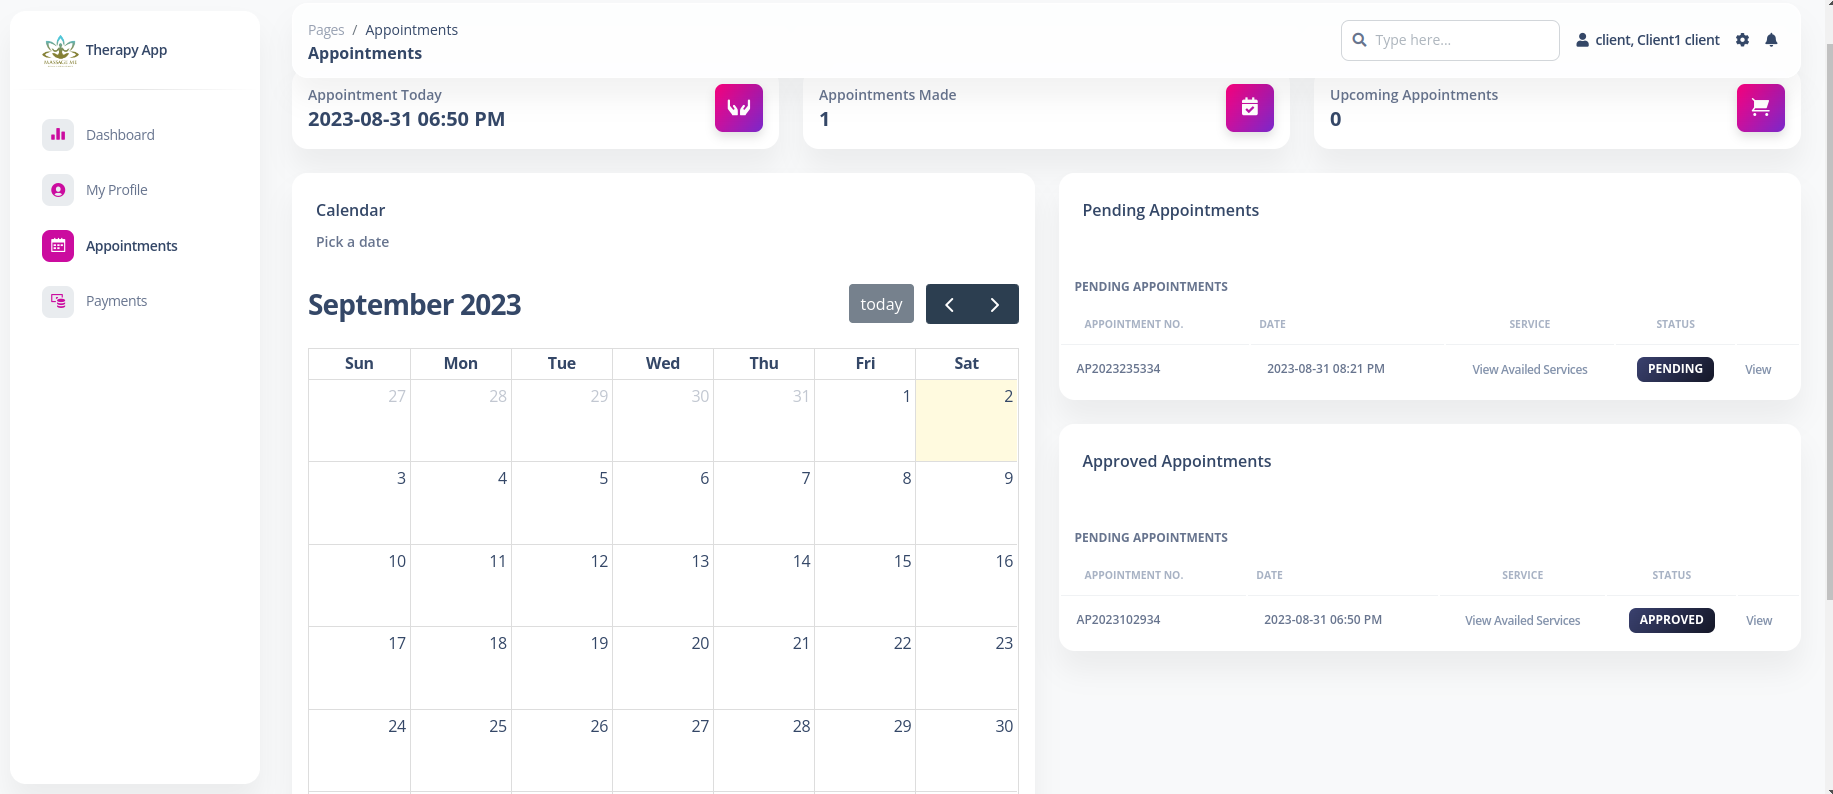 Therapy App
MASSAGE ME
Dashboard
My Profile
Appointments
Payments
Pages / Appointments
Appointments
Type here...
client, Client1 client
Appointment Today
2023-08-31 06:50 PM
Appointments Made
1
Upcoming Appointments
0
Calendar
Pick a date
September 2023
today
Sun Mon Tue Wed Thu Fri Sat
27 28 29 30 31 1 2
3 4 5 6 7 8 9
10 11 12 13 14 15 16
17 18 19 20 21 22 23
24 25 26 27 28 29 30
Pending Appointments
PENDING APPOINTMENTS
APPOINTMENT NO. DATE SERVICE STATUS
AP2023235334 2023-08-31 08:21 PM View Availed Services PENDING View
Approved Appointments
PENDING APPOINTMENTS
APPOINTMENT NO. DATE SERVICE STATUS
AP2023102934 2023-08-31 06:50 PM View Availed Services APPROVED View